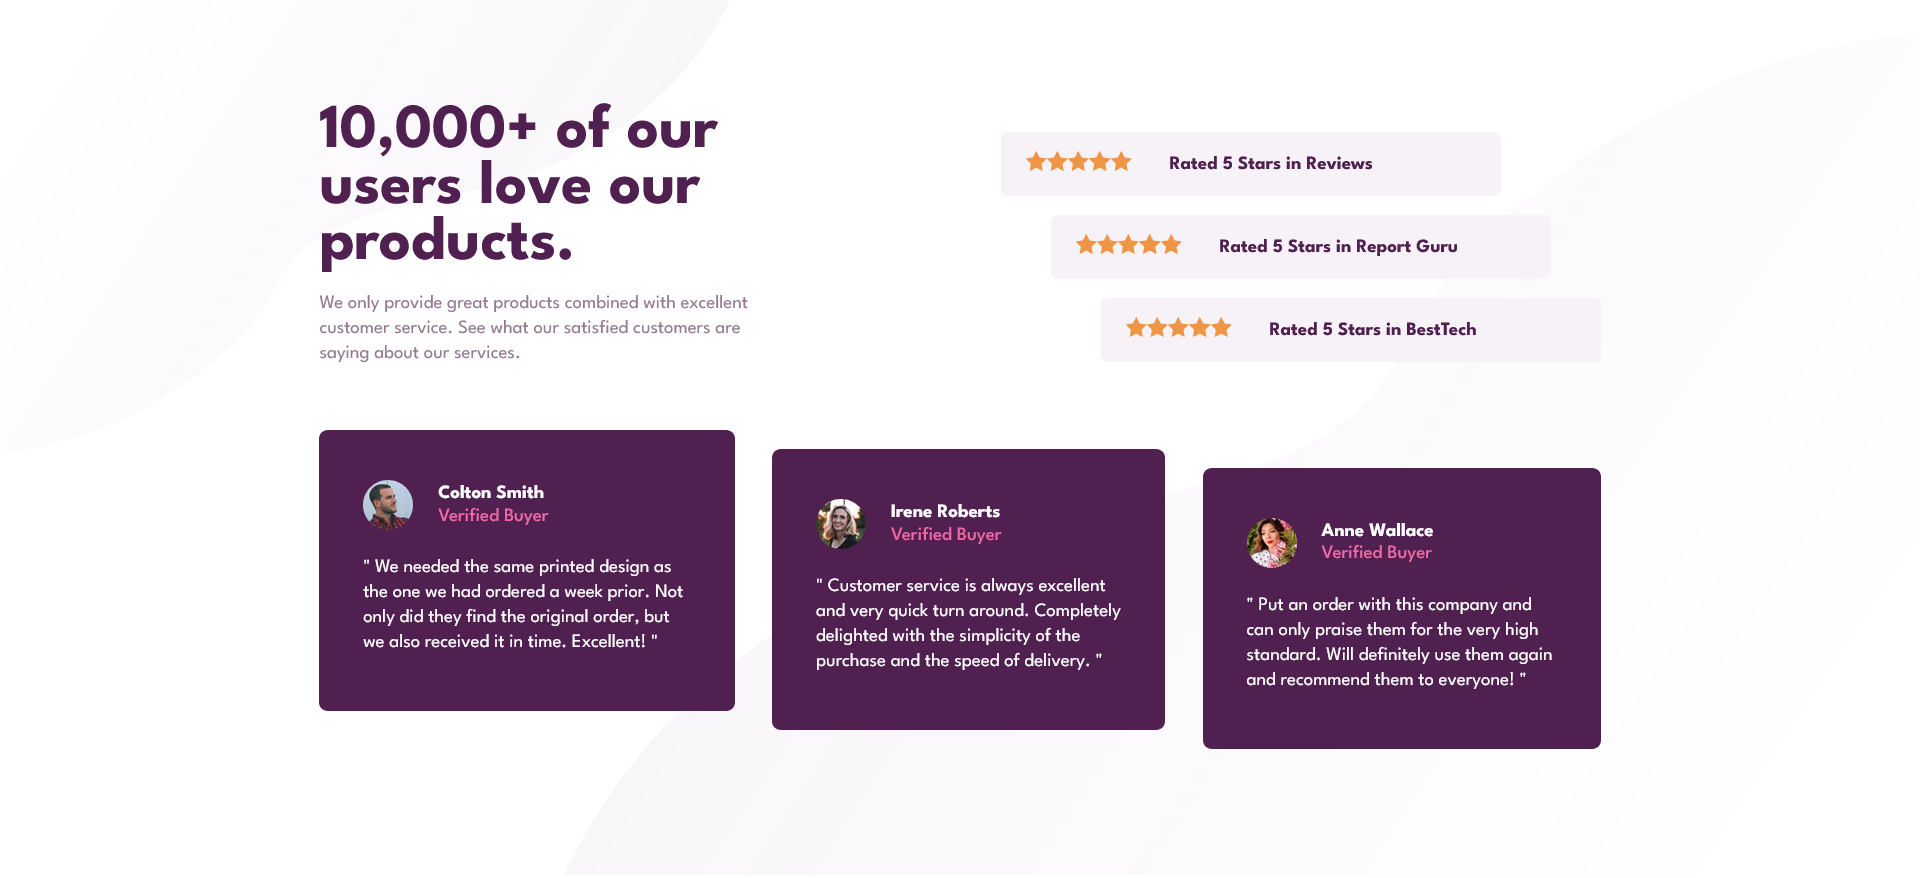 10,000+ of our
users love our
products.
We only provide great products combined with excellent
customer service. See what our satisfied customers are
saying about our services.
Rated 5 Stars in Reviews
Rated 5 Stars in Report Guru
Rated 5 Stars in BestTech
Colton Smith
Verified Buyer
" We needed the same printed design as
the one we had ordered a week prior. Not
only did they find the original order, but
we also received it in time. Excellent! "
Irene Roberts
Verified Buyer
" Customer service is always excellent
and very quick turn around. Completely
delighted with the simplicity of the
purchase and the speed of delivery. "
Anne Wallace
Verified Buyer
" Put an order with this company and
can only praise them for the very high
standard. Will definitely use them again
and recommend them to everyone! "